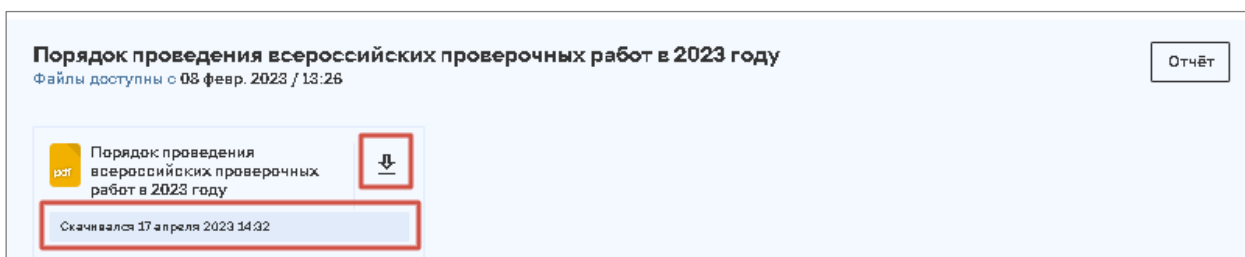 Порядок проведения всероссийских проверочных работ в 2023 году
Файлы доступны с 08 февр. 2023 / 13:26
Отчёт
pdf
Порядок проведения
всероссийских проверочных
работ в 2023 году
Скачивался 17 апреля 2023 14:32